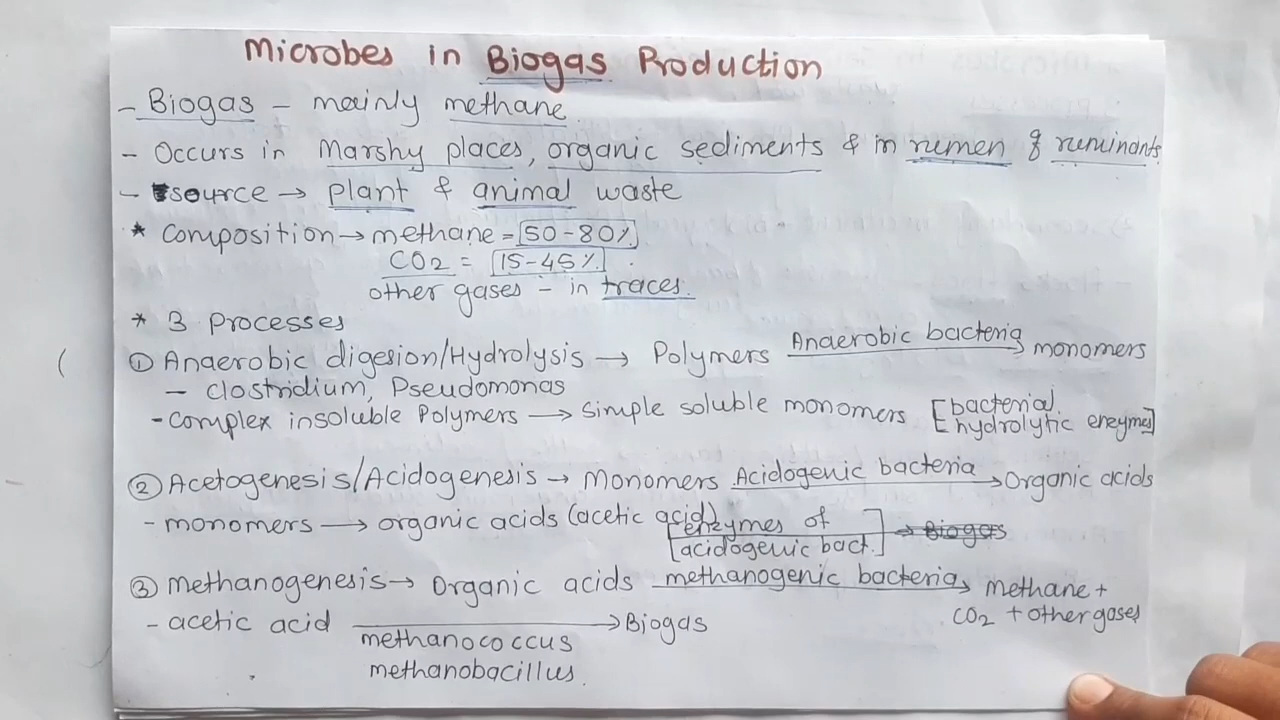 Microbes in Biogas Production
- Biogas - mainly methane.
- Occurs in Marshy places, organic sediments & in rumen of ruminants
- source → plant & animal waste
* Composition → methane = 50-80%
CO2 = 15-45%.
other gases - in traces.
* 3 Processes
① Anaerobic digesion/Hydrolysis → Polymers Anaerobic bacteria → monomers
- Clostridium, Pseudomonas
- Complex insoluble Polymers → simple soluble monomers [bacterial hydrolytic enzymes]
② Acetogenesis/Acidogenesis → Monomers Acidogenic bacteria → Organic acids
- monomers → organic acids (acetic acid) [enzymes of acidogenic bact.] → Biogas
③ Methanogenesis → Organic acids methanogenic bacteria → methane +
CO2 + other gases
- acetic acid → Biogas
methanococcus
methanobacillus.